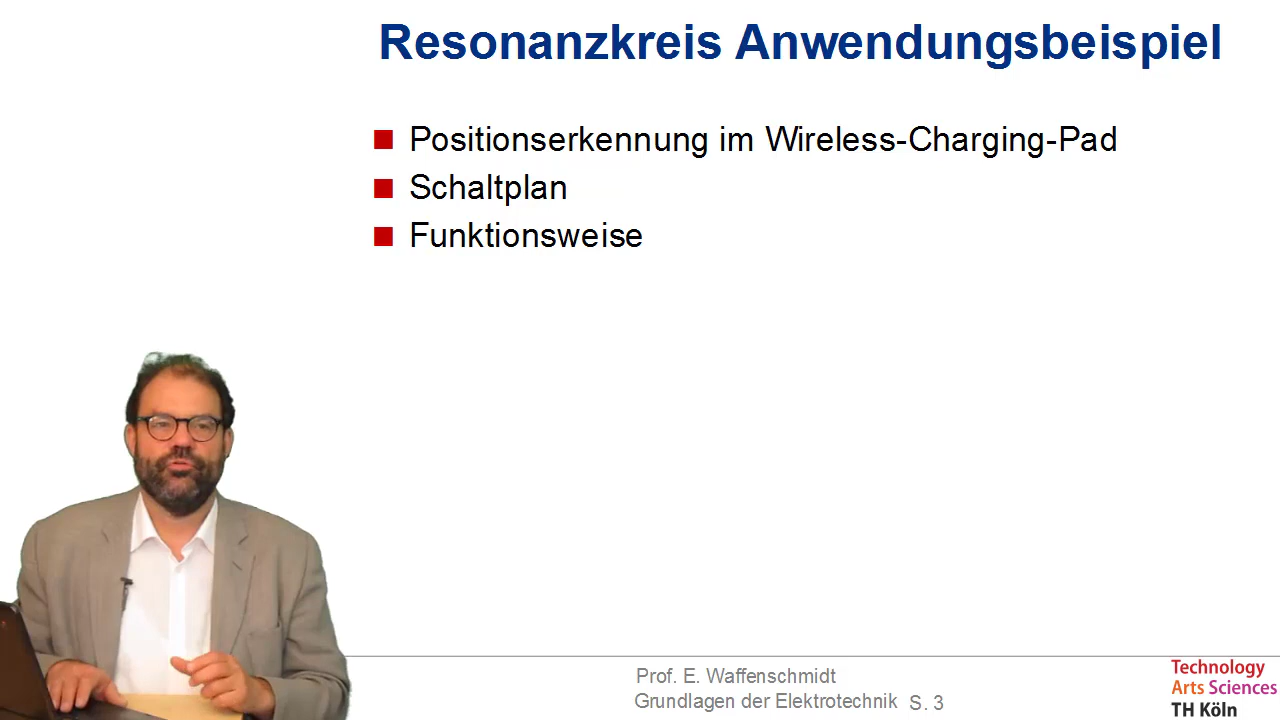 Resonanzkreis Anwendungsbeispiel
Positionserkennung im Wireless-Charging-Pad
Schaltplan
Funktionsweise
Prof. E. Waffenschmidt
Grundlagen der Elektrotechnik S. 3
Technology
Arts Sciences
TH Köln